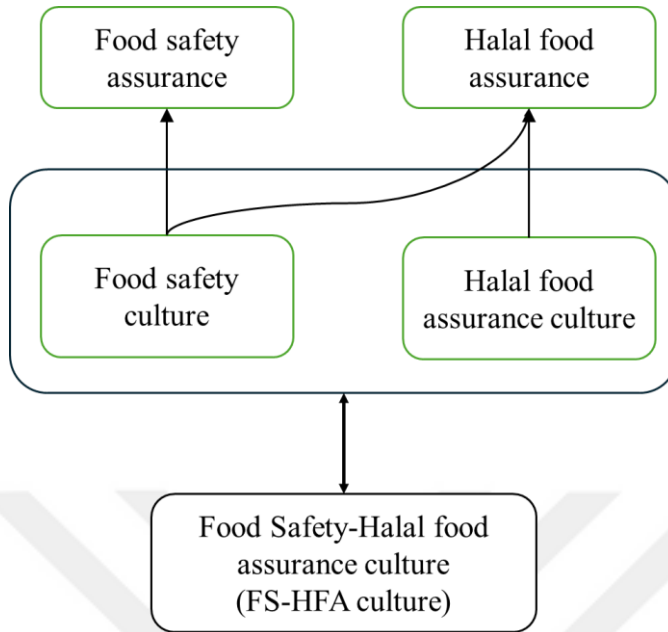 Food safety
assurance
Halal food
assurance
Food safety
culture
Halal food
assurance culture
Food Safety-Halal food
assurance culture
(FS-HFA culture)